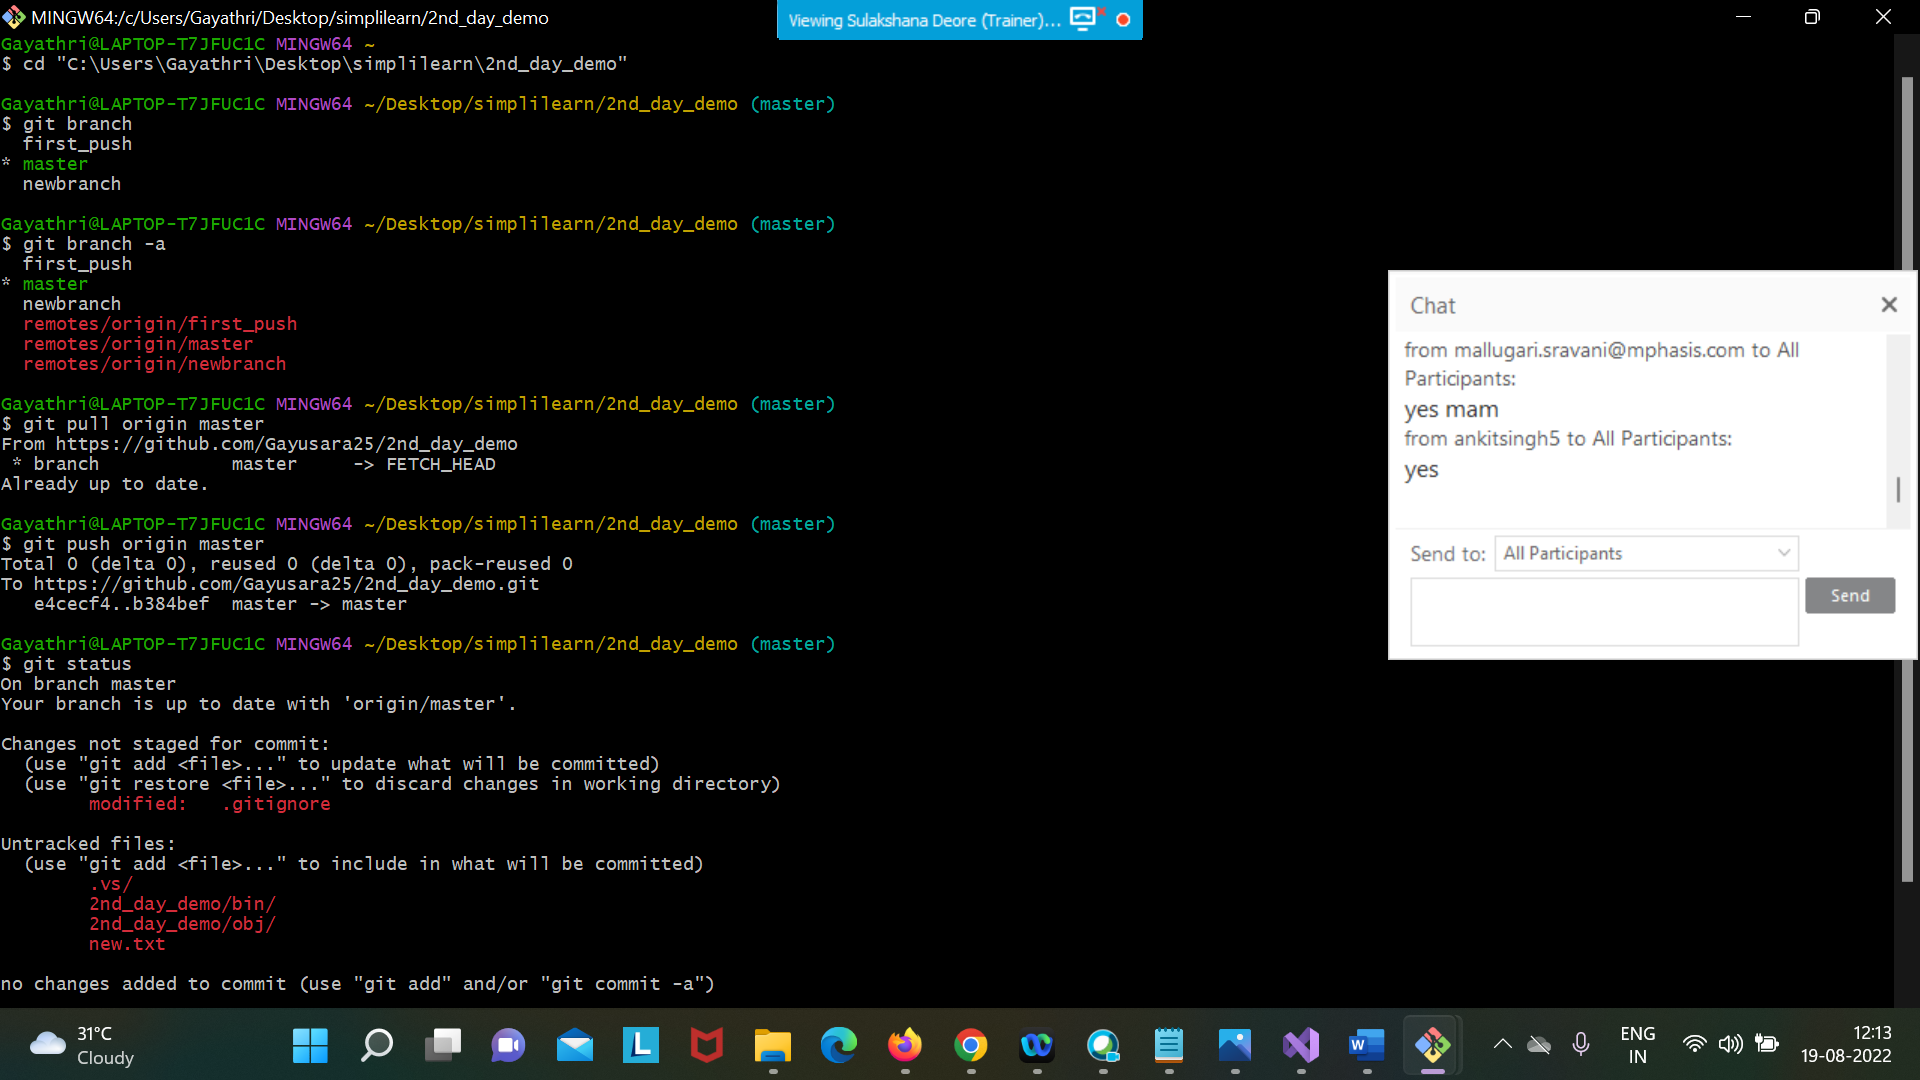 MINGW64:/c/Users/Gayathri/Desktop/simplilearn/2nd_day_demo
Viewing Sulakshana Deore (Trainer)...
Gayathri@LAPTOP-T7JFUC1C MINGW64 ~
$ cd "C:\Users\Gayathri\Desktop\simplilearn\2nd_day_demo"
Gayathri@LAPTOP-T7JFUC1C MINGW64 ~/Desktop/simplilearn/2nd_day_demo (master)
$ git branch
first_push
* master
newbranch
Gayathri@LAPTOP-T7JFUC1C MINGW64 ~/Desktop/simplilearn/2nd_day_demo (master)
$ git branch -a
first_push
* master
newbranch
remotes/origin/first_push
remotes/origin/master
remotes/origin/newbranch
Gayathri@LAPTOP-T7JFUC1C MINGW64 ~/Desktop/simplilearn/2nd_day_demo (master)
$ git pull origin master
From https://github.com/Gayusara25/2nd_day_demo
* branch            master     -> FETCH_HEAD
Already up to date.
Gayathri@LAPTOP-T7JFUC1C MINGW64 ~/Desktop/simplilearn/2nd_day_demo (master)
$ git push origin master
Total 0 (delta 0), reused 0 (delta 0), pack-reused 0
To https://github.com/Gayusara25/2nd_day_demo.git
e4cecf4..b384bef  master -> master
Gayathri@LAPTOP-T7JFUC1C MINGW64 ~/Desktop/simplilearn/2nd_day_demo (master)
$ git status
On branch master
Your branch is up to date with 'origin/master'.
Changes not staged for commit:
(use "git add <file>..." to update what will be committed)
(use "git restore <file>..." to discard changes in working directory)
modified:   .gitignore
Untracked files:
(use "git add <file>..." to include in what will be committed)
.vs/
2nd_day_demo/bin/
2nd_day_demo/obj/
new.txt
no changes added to commit (use "git add" and/or "git commit -a")
Chat
from mallugari.sravani@mphasis.com to All
Participants:
yes mam
from ankitsingh5 to All Participants:
yes
Send to: All Participants
Send
31°C
Cloudy
L
W
ENG
IN
12:13
19-08-2022